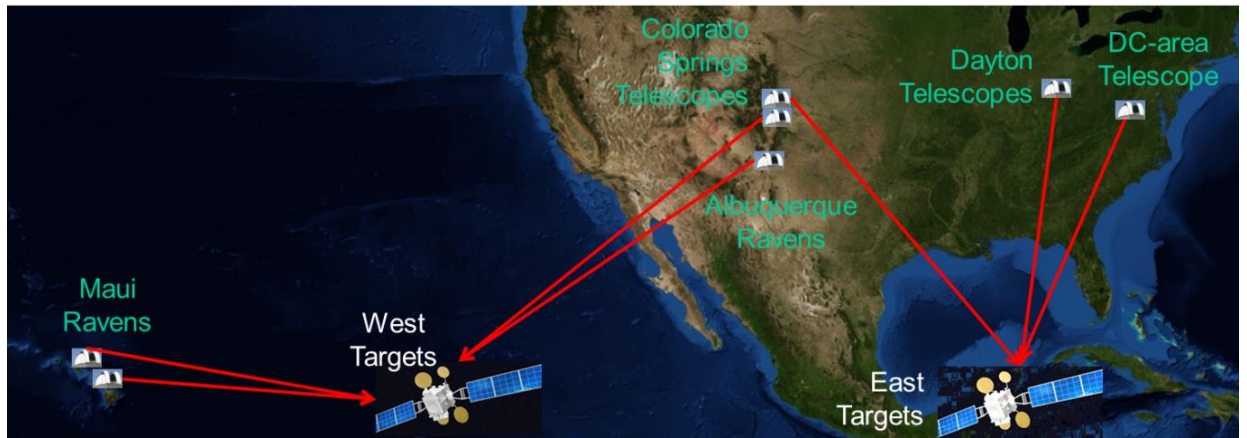 Colorado
Springs
Telescopes
Dayton
Telescopes
DC-area
Telescope
Albuquerque
Ravens
Maui
Ravens
West
Targets
East
Targets